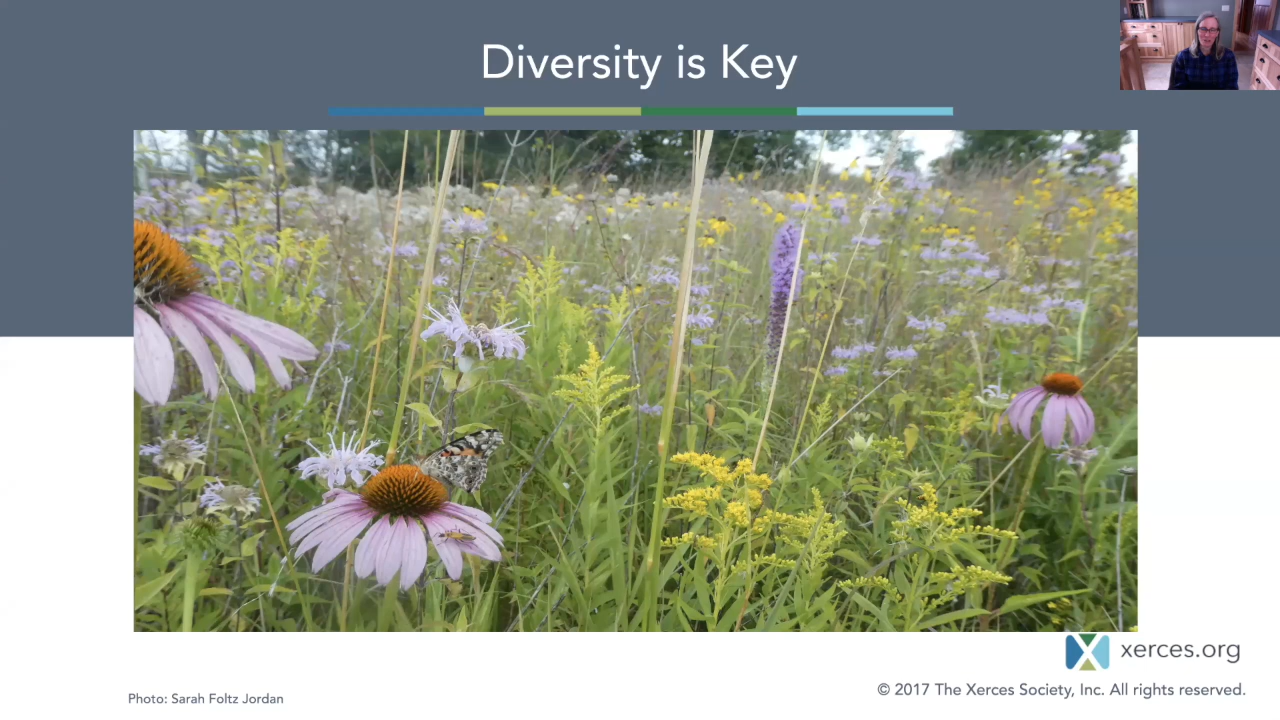 Diversity is Key
xerces.org
Photo: Sarah Foltz Jordan
© 2017 The Xerces Society, Inc. All rights reserved.